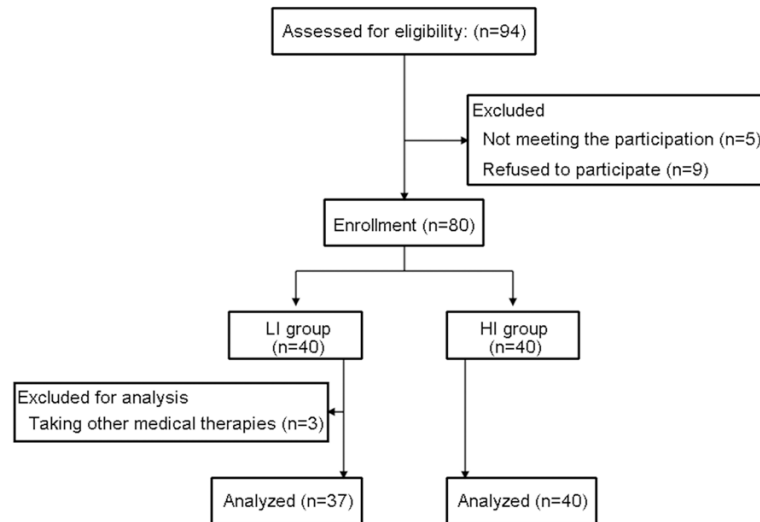 Assessed for eligibility: (n=94)
Excluded
Not meeting the participation (n=5)
Refused to participate (n=9)
Enrollment (n=80)
LI group
(n=40)
HI group
(n=40)
Excluded for analysis
Taking other medical therapies (n=3)
Analyzed (n=37)
Analyzed (n=40)